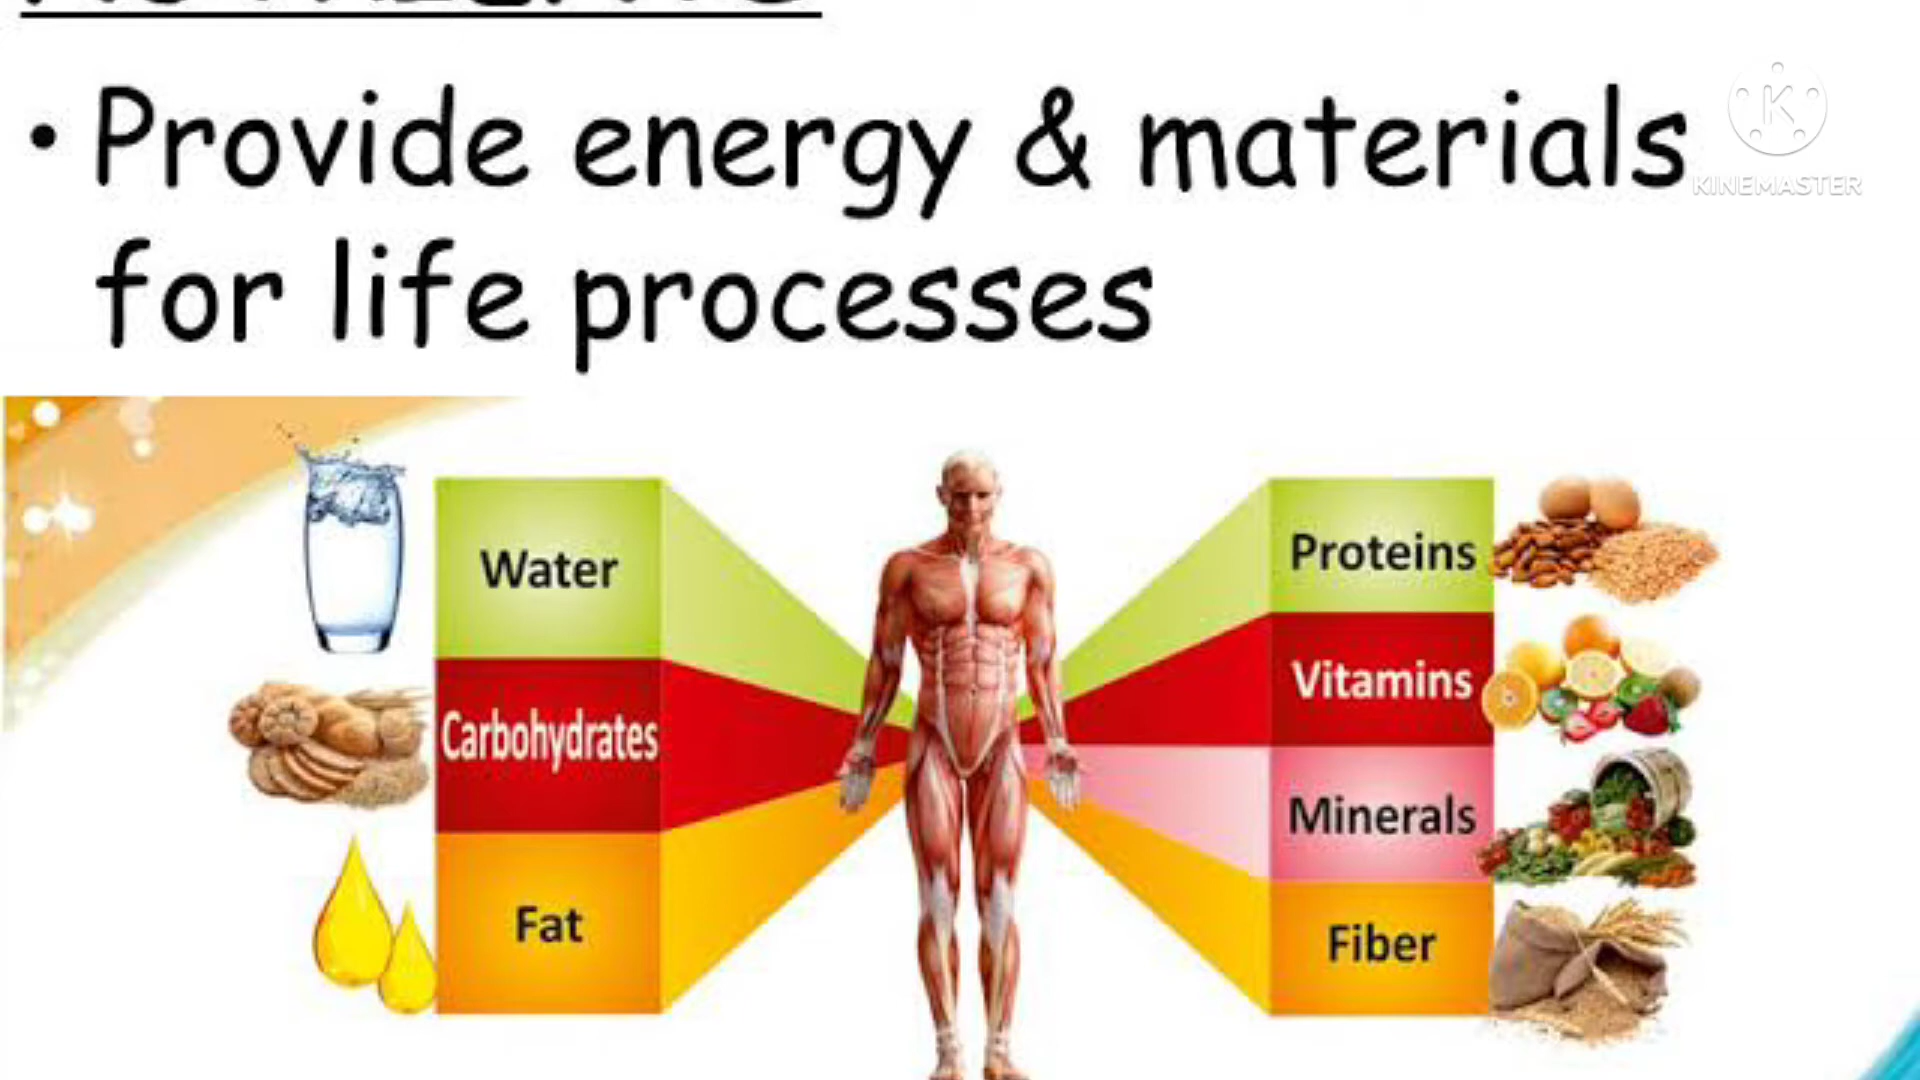 • Provide energy & materials
for life processes
KINEMASTER
Water
Carbohydrates
Fat
Proteins
Vitamins
Minerals
Fiber